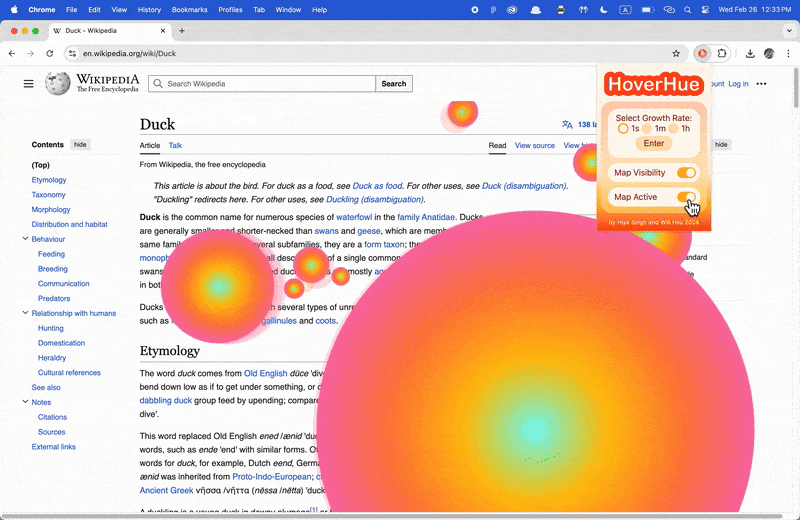 Chrome File Edit View History Bookmarks Profiles Tab Window Help
A
Wed Feb 26 12:33 PM
W Duck - Wikipedia
en.wikipedia.org/wiki/Duck
WIKIPEDIA
The Free Encyclopedia
Search Wikipedia
Search
ount Log in
HoverHue
Select Growth Rate:
1s 1m 1h
Enter
Map Visibility
Map Active
by Hiya Singh and Wik Hsu 2024
Contents hide
(Top)
Etymology
Taxonomy
Morphology
Distribution and habitat
Behaviour
Feeding
Breeding
Communication
Predators
Relationship with humans
Hunting
Domestication
Heraldry
Cultural references
See also
Notes
Citations
Sources
External links
Duck
138 la
Article Talk
Read View source View hi
hide
From Wikipedia, the free encyclopedia
This article is about the bird. For duck as a food, see Duck as food. For other uses, see Duck (disambiguation).
"Duckling" redirects here. For other uses, see Duckling (disambiguation).
Duck is the common name for numerous species of waterfowl in the family Anatidae. Ducks
are generally smaller and shorter-necked than swans and geese, which are mem
same family several subfamilies, they are a form taxon; the
monoph all desc of a single common
swans ed duc mostly
in bot
Ducks several types of unre
such as gallinules and coots.
andard
Etymology
The word duck comes from Old English dūce 'div
bend down low as if to get under something, or d
dabbling duck group feed by upending; compare
dive'.
This word replaced Old English ened /ænid 'duc
words, such as ende 'end' with similar forms. Ot
words for duck, for example, Dutch eend, Germa
ænid was inherited from Proto-Indo-European; c
Ancient Greek νῆσσα /νῆττα (nēssa /nētta) 'duck
A duckling is a young duck in downy plumage[1] or